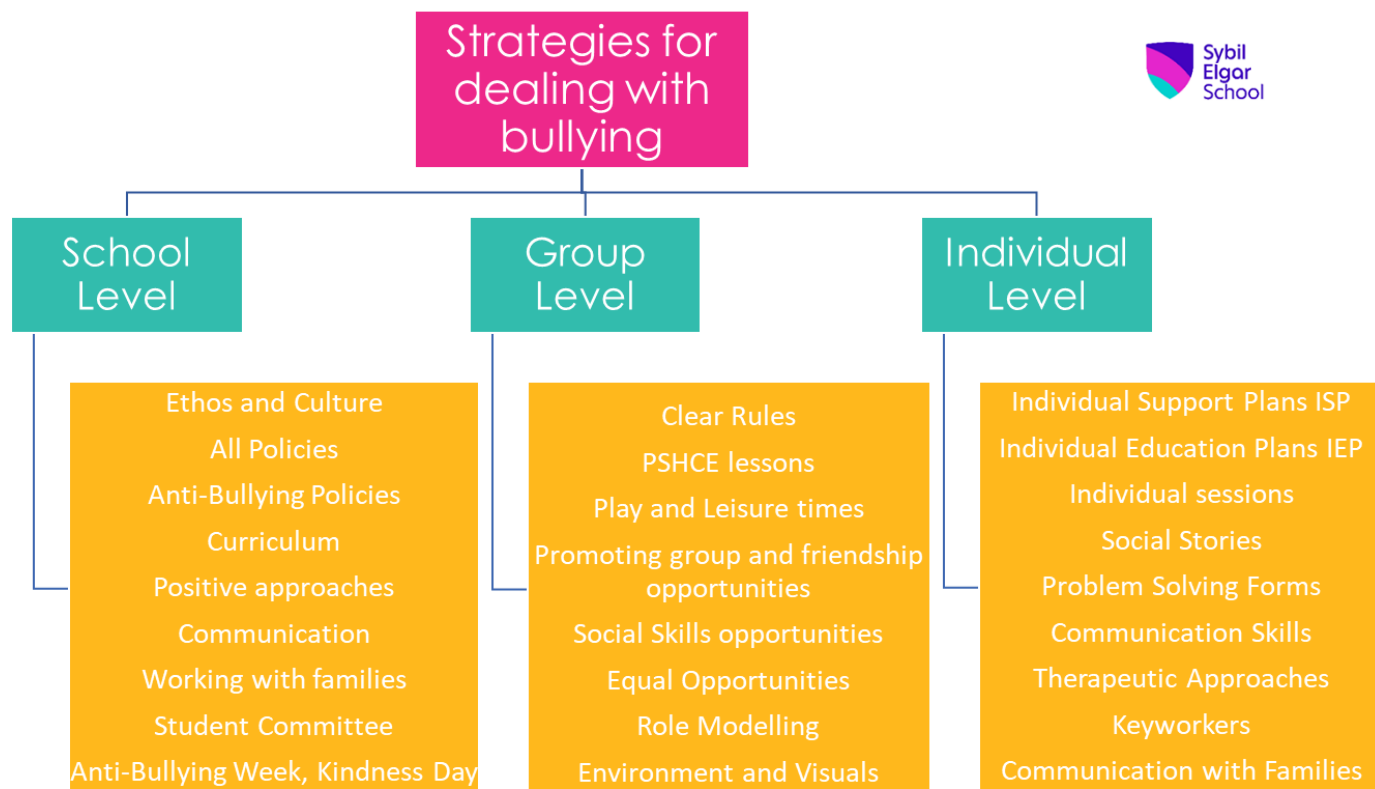 Strategies for
dealing with
bullying
Sybil
Elgar
School
School
Level
Group
Level
Individual
Level
Ethos and Culture
All Policies
Anti-Bullying Policies
Curriculum
Positive approaches
Communication
Working with families
Student Committee
Anti-Bullying Week, Kindness Day
Clear Rules
PSHCE lessons
Play and Leisure times
Promoting group and friendship
opportunities
Social Skills opportunities
Equal Opportunities
Role Modelling
Environment and Visuals
Individual Support Plans ISP
Individual Education Plans IEP
Individual sessions
Social Stories
Problem Solving Forms
Communication Skills
Therapeutic Approaches
Keyworkers
Communication with Families